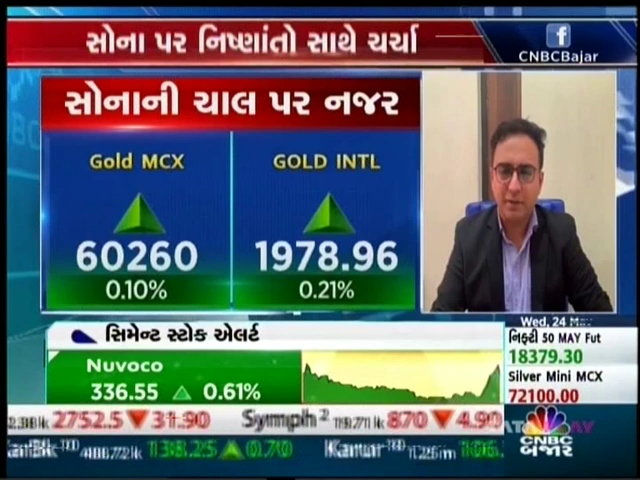 સોના પર નિષ્ણાંતો સાથે ચર્ચા
CNBCBajar
સોનાની ચાલ પર નજર
Gold MCX
GOLD INTL
60260
1978.96
0.10%
0.21%
સિમેન્ટ સ્ટોક એલર્ટ
Nuvoco
336.55 0.61%
Wed, 24 May
નિફ્ટી 50 MAY Fut
18379.30
Silver Mini MCX
72100.00
2752.5 31.90 Symph 870 4.90
138.25 0.70
CNBC
બજાર